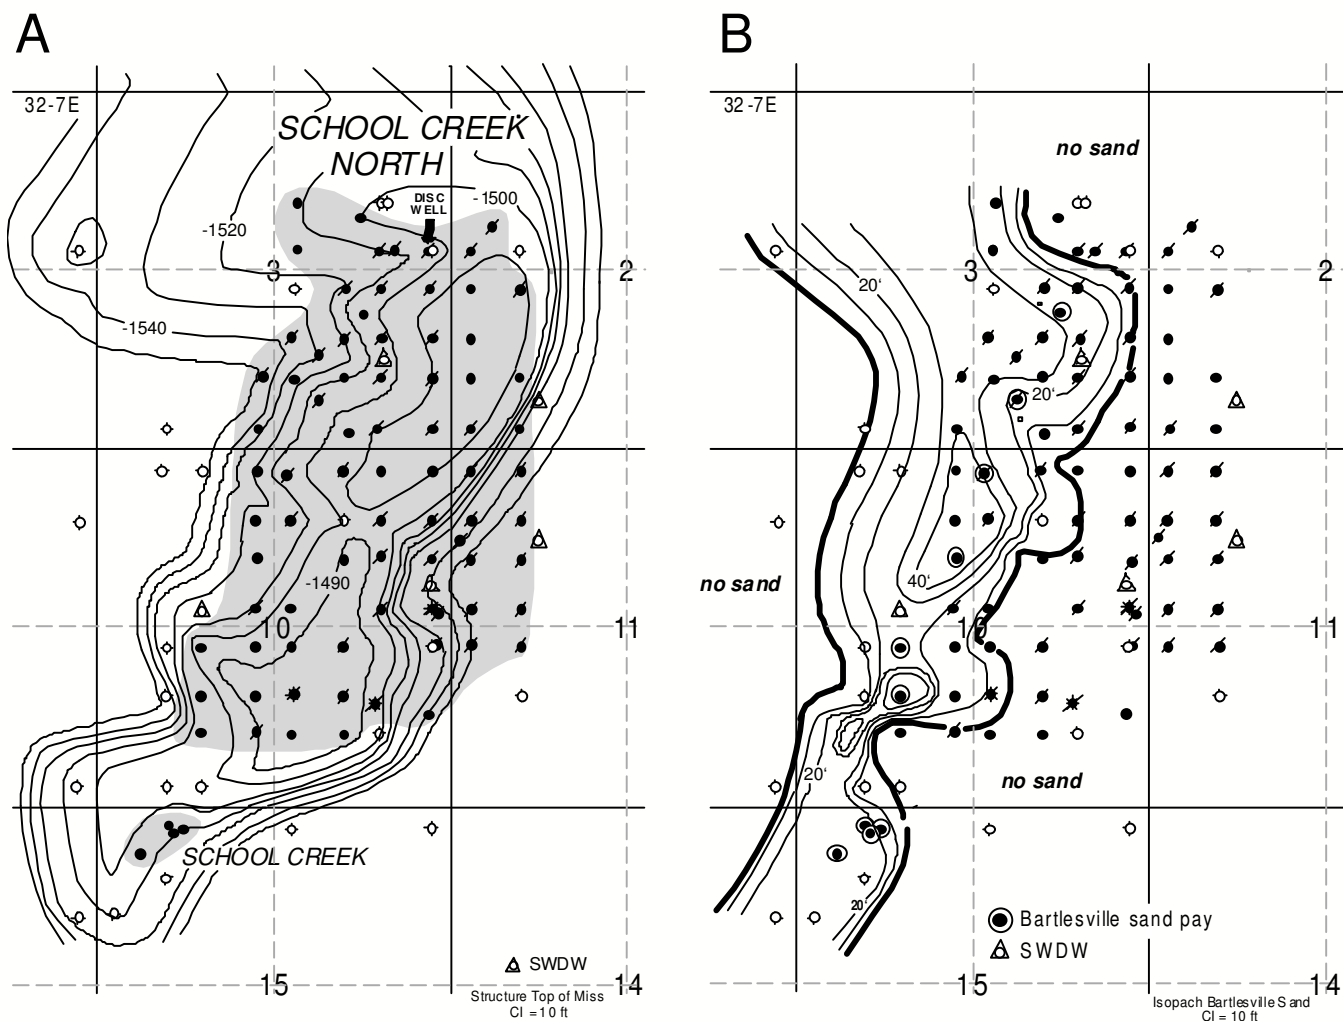 A
32-7E
SCHOOL CREEK
NORTH
DISC
WELL
-1500
-1520
3
2
-1540
-1490
10
11
SCHOOL CREEK
SWDW
15
14
Structure Top of Miss
CI = 10 ft
B
32-7E
no sand
3
2
20'
20'
40'
no sand
10
11
20'
no sand
20'
Bartlesville sand pay
SWDW
15
14
Isopach Bartlesville Sand
CI = 10 ft